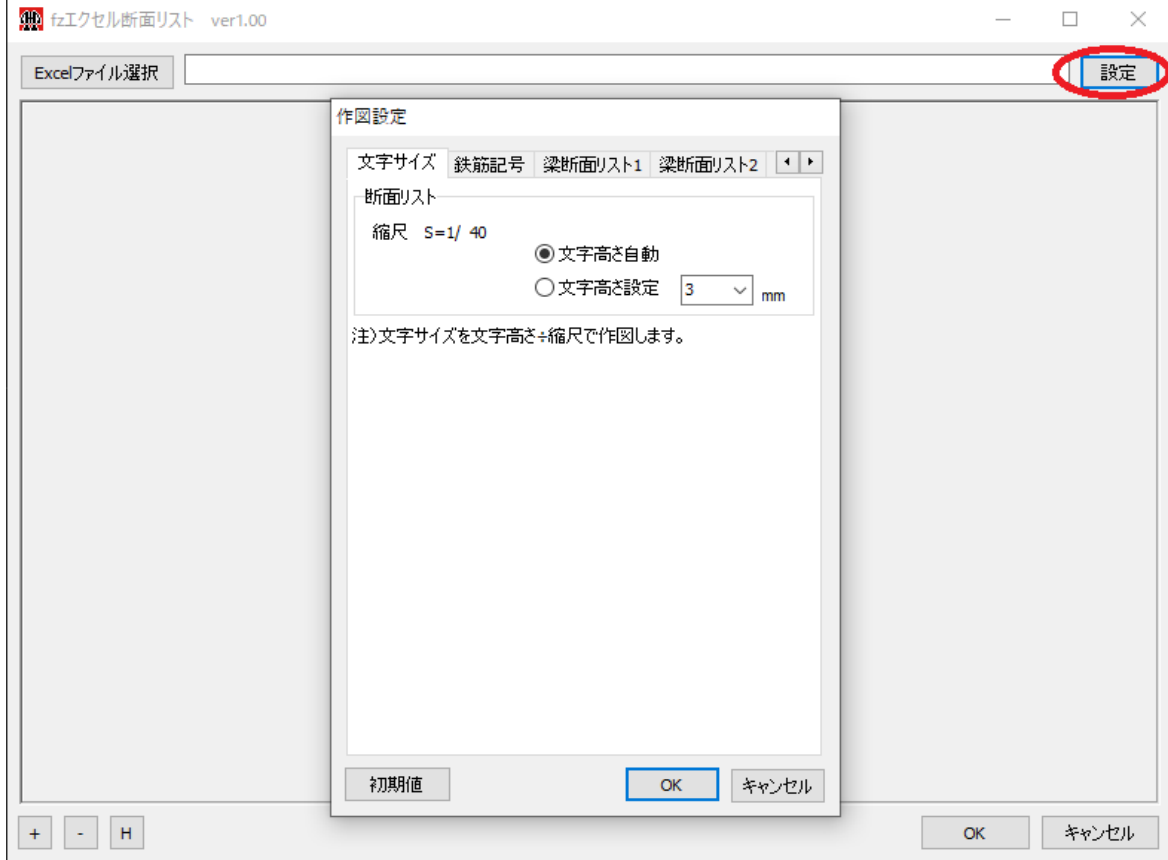 fzエクセル断面リスト ver1.00
Excelファイル選択 設定
作図設定
文字サイズ 鉄筋記号 梁断面リスト1 梁断面リスト2
断面リスト
縮尺 S=1/ 40
文字高さ自動
文字高さ設定 3 mm
注)文字サイズを文字高さ÷縮尺で作図します。
初期値 OK キャンセル
+ - H OK キャンセル